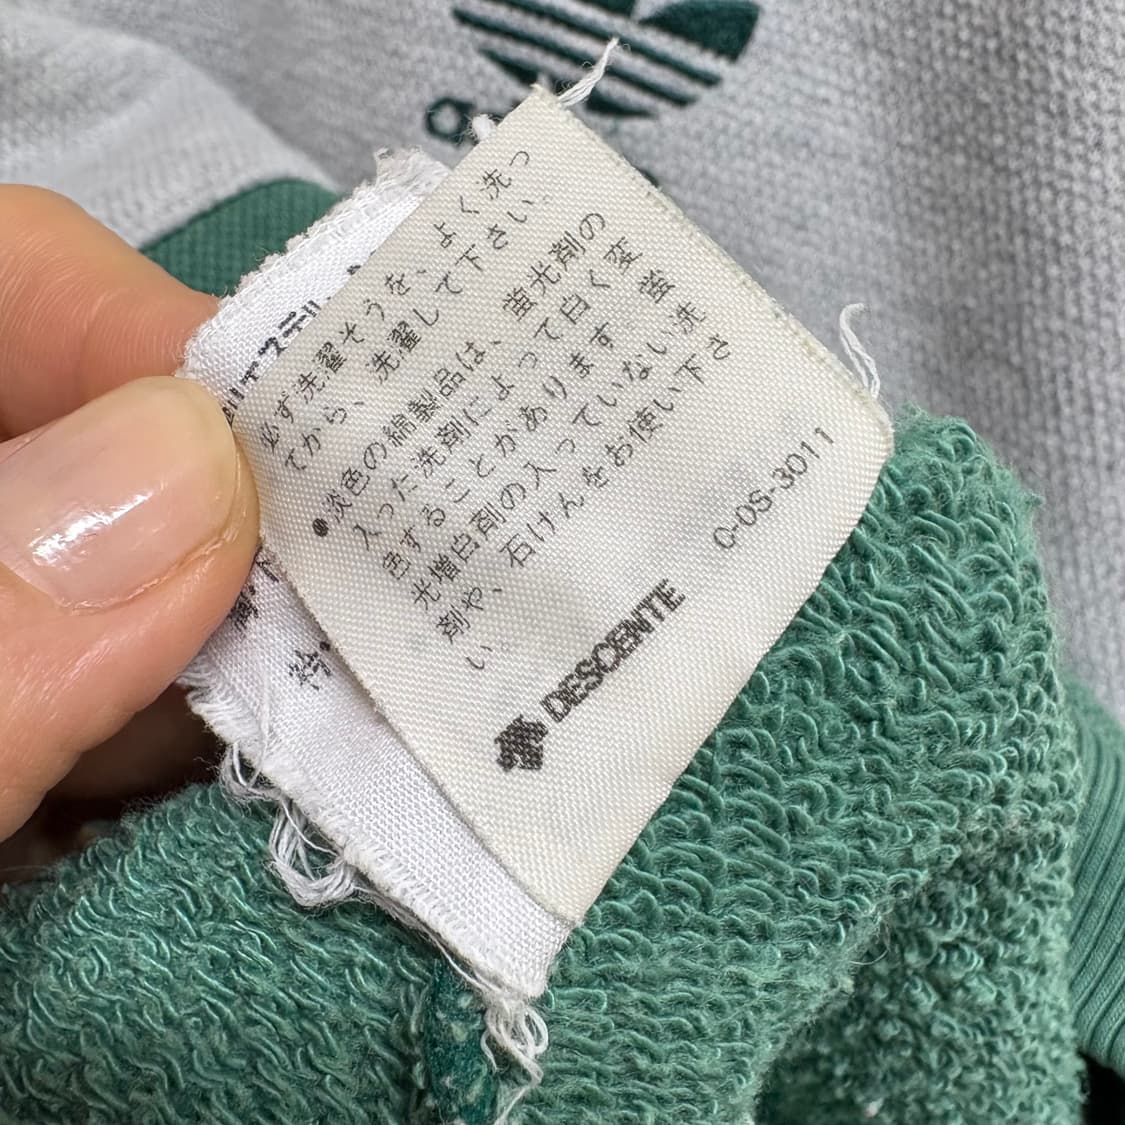 必ず洗濯そうを、よく洗っ
てから、洗濯して下さい。
●淡色の綿製品は、蛍光剤の
入った洗剤によって白く変
色することがあります。蛍
光増白剤の入っていない洗
剤や、石けんをお使い下さ
い。
C-OS-3011
DESCENTE